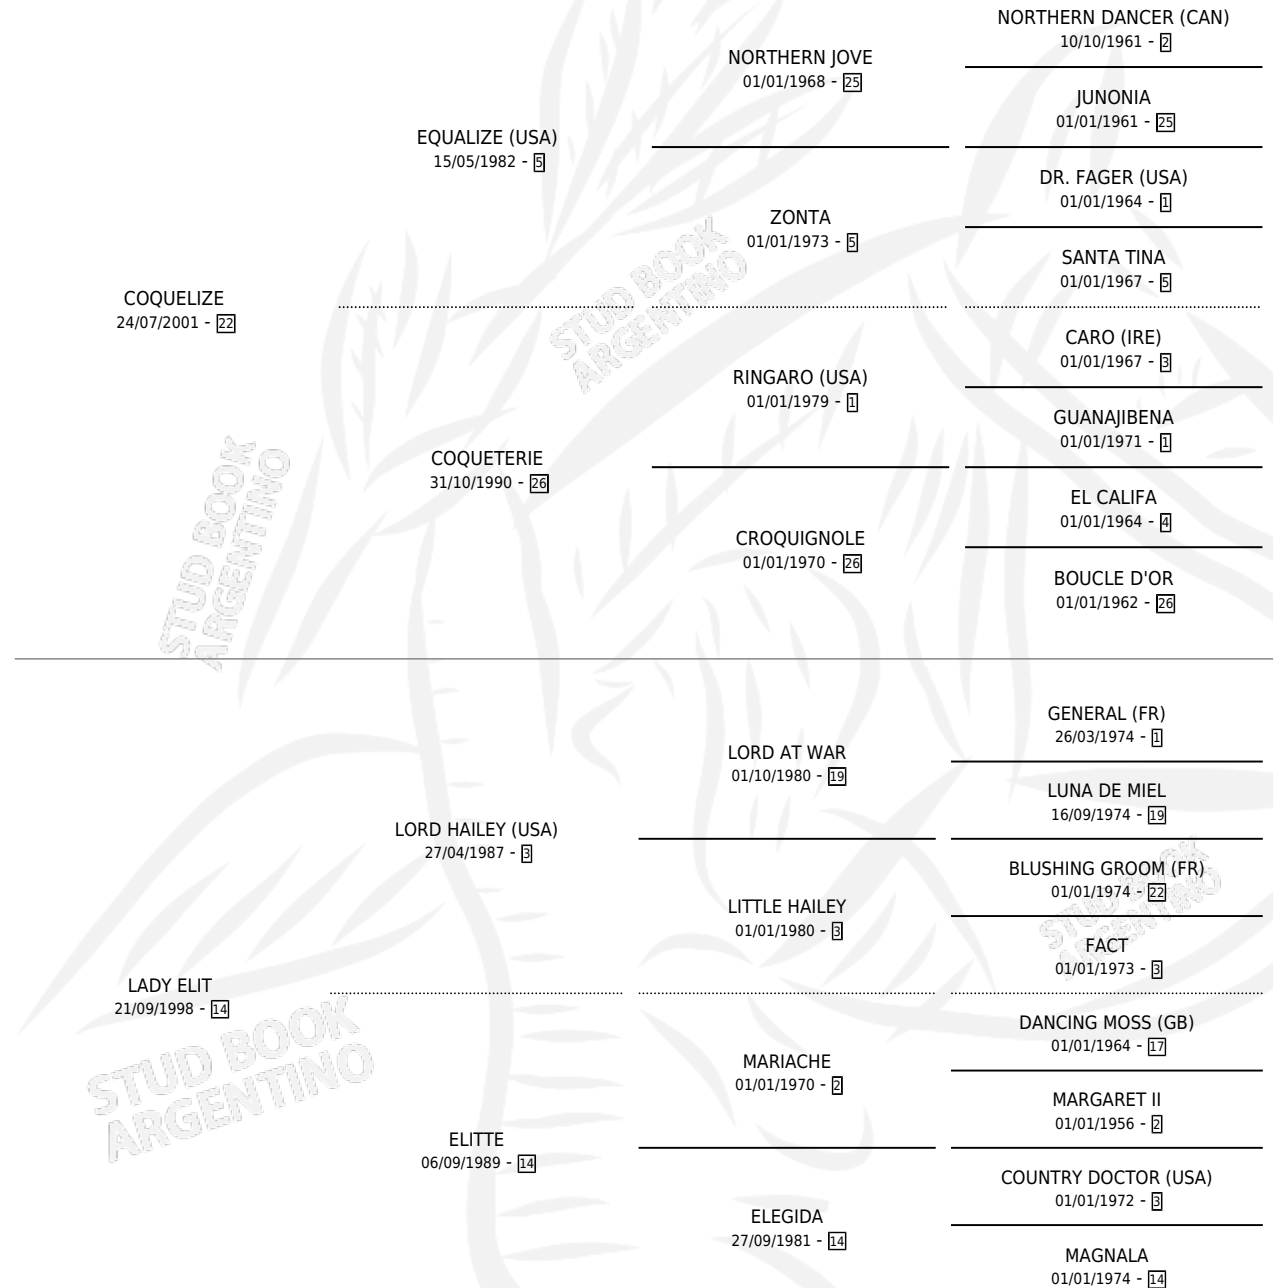 NORTHERN DANCER (CAN)
10/10/1961 - 2
NORTHERN JOVE
01/01/1968 - 25
JUNONIA
01/01/1961 - 25
EQUALIZE (USA)
15/05/1982 - 5
DR. FAGER (USA)
01/01/1964 - 1
ZONTA
01/01/1973 - 5
SANTA TINA
01/01/1967 - 5
COQUELIZE
24/07/2001 - 22
CARO (IRE)
01/01/1967 - 3
RINGARO (USA)
01/01/1979 - 1
GUANAJIBENA
01/01/1971 - 1
COQUETERIE
31/10/1990 - 26
EL CALIFA
01/01/1964 - 4
CROQUIGNOLE
01/01/1970 - 26
BOUCLE D'OR
01/01/1962 - 26
GENERAL (FR)
26/03/1974 - 1
LORD AT WAR
01/10/1980 - 19
LUNA DE MIEL
16/09/1974 - 19
LORD HAILEY (USA)
27/04/1987 - 3
BLUSHING GROOM (FR)
01/01/1974 - 22
LITTLE HAILEY
01/01/1980 - 3
FACT
01/01/1973 - 3
LADY ELIT
21/09/1998 - 14
DANCING MOSS (GB)
01/01/1964 - 17
MARIACHE
01/01/1970 - 2
MARGARET II
01/01/1956 - 2
ELITTE
06/09/1989 - 14
COUNTRY DOCTOR (USA)
01/01/1972 - 3
ELEGIDA
27/09/1981 - 14
MAGNALA
01/01/1974 - 14
STUD BOOK
ARGENTINO
STUD BOOK
ARGENTINO
STUD BOOK
ARGENTINO
STUD BOOK
ARGENTINO